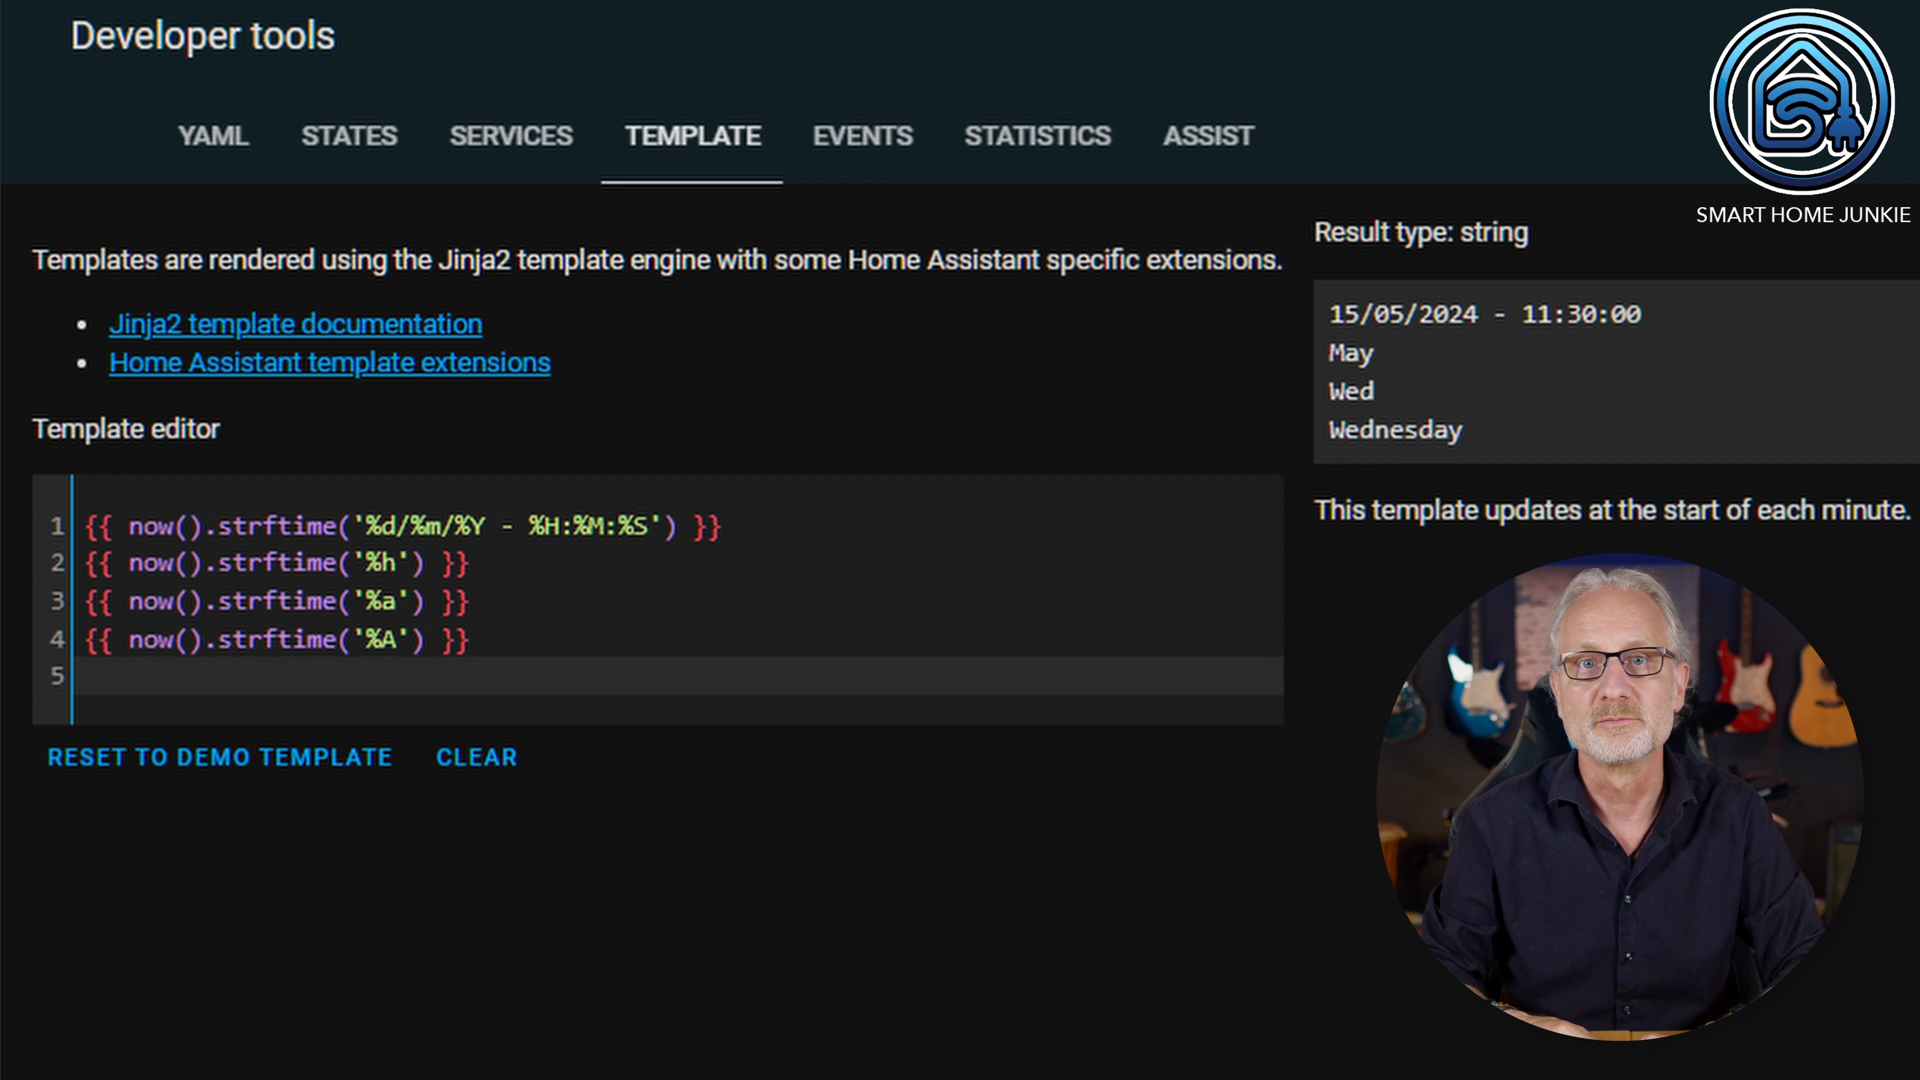 Developer tools
YAML STATES SERVICES TEMPLATE EVENTS STATISTICS ASSIST
SMART HOME JUNKIE
Templates are rendered using the Jinja2 template engine with some Home Assistant specific extensions.
Jinja2 template documentation
Home Assistant template extensions
Template editor
1 {{ now().strftime('%d/%m/%Y - %H:%M:%S') }}
2 {{ now().strftime('%h') }}
3 {{ now().strftime('%a') }}
4 {{ now().strftime('%A') }}
5
RESET TO DEMO TEMPLATE CLEAR
Result type: string
15/05/2024 - 11:30:00
May
Wed
Wednesday
This template updates at the start of each minute.